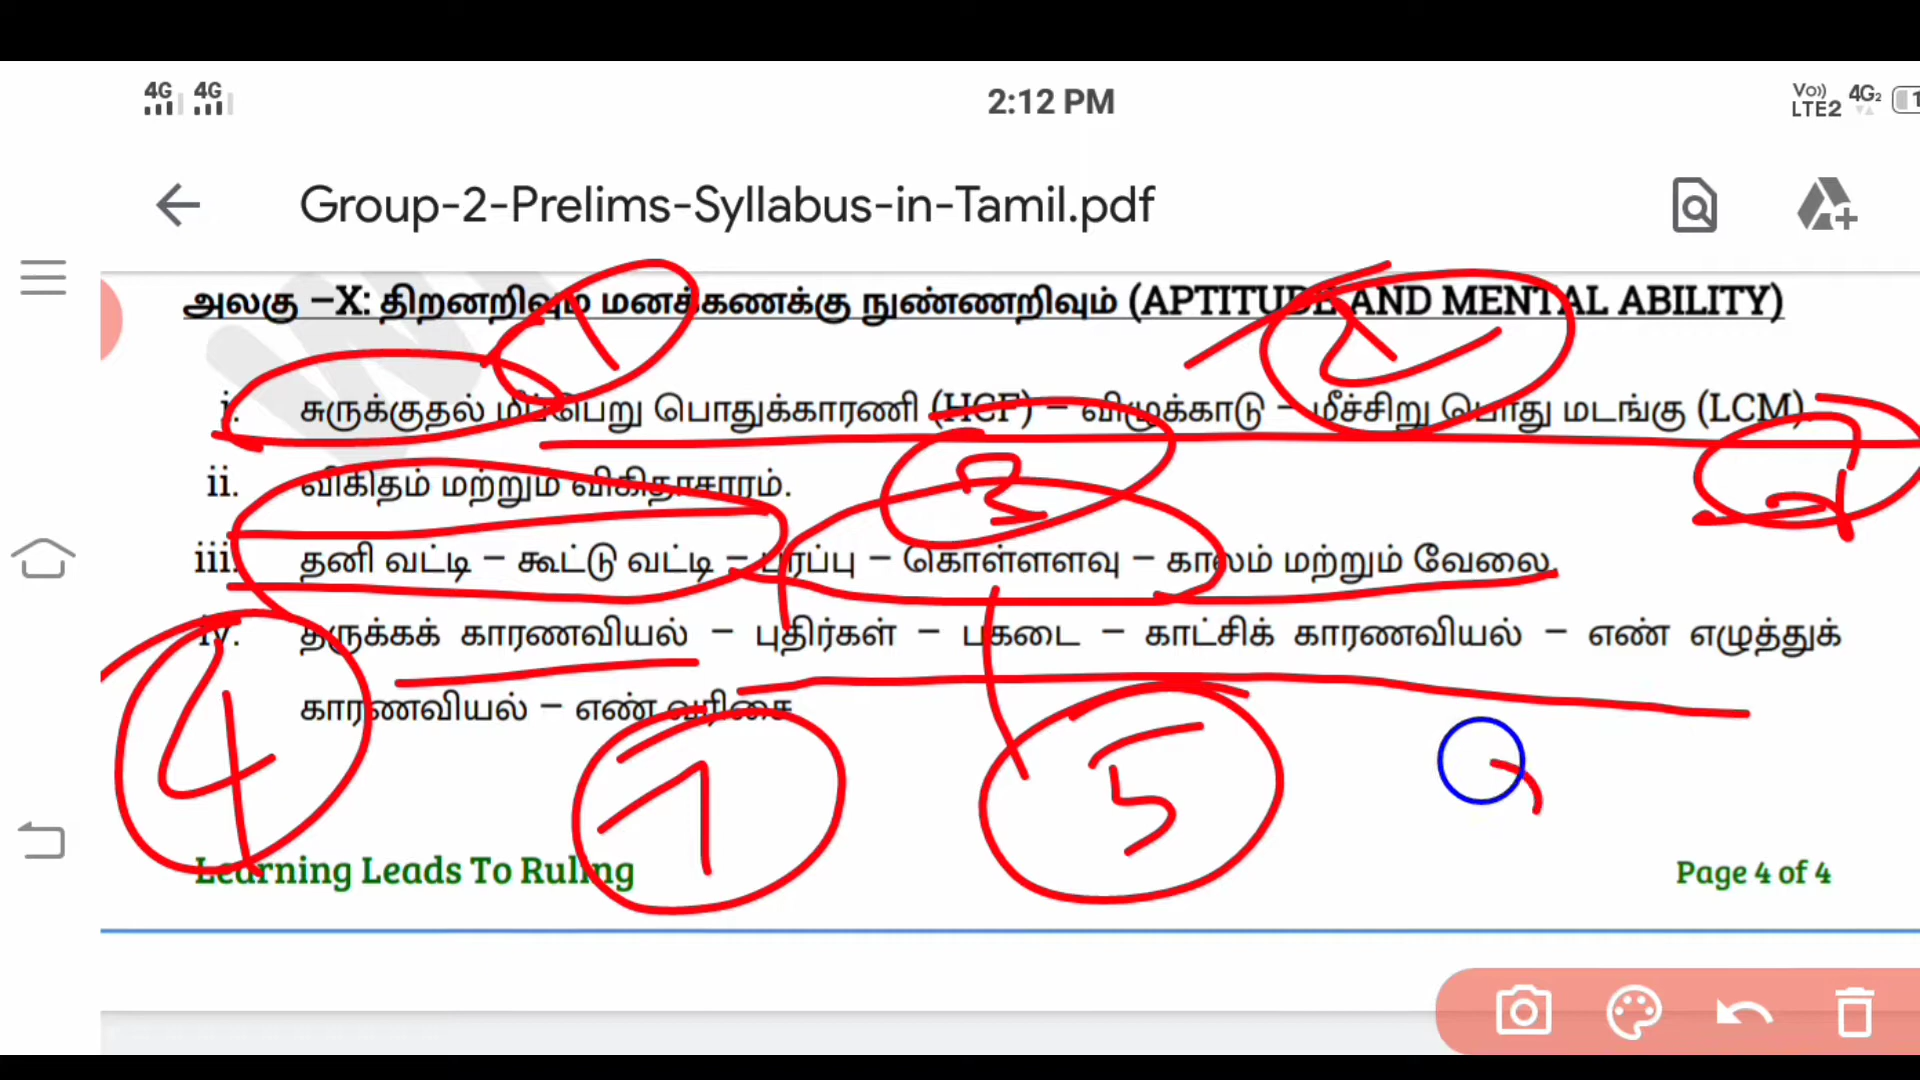 4G 4G 2:12 PM Vo)) LTE2 4G2
Group-2-Prelims-Syllabus-in-Tamil.pdf
அலகு –X: திறனறிவும் மனக்கணக்கு நுண்ணறிவும் (APTITUDE AND MENTAL ABILITY)
1 2
i. சுருக்குதல் மீப்பெறு பொதுக்காரணி (HCF) – விழுக்காடு – மீச்சிறு பொது மடங்கு (LCM).
ii. விகிதம் மற்றும் விகிதாசாரம்.
3
iii. தனி வட்டி – கூட்டு வட்டி – பரப்பு – கொள்ளளவு – காலம் மற்றும் வேலை.
iv. தருக்கக் காரணவியல் – புதிர்கள் – பகடை – காட்சிக் காரணவியல் – எண் எழுத்துக்
காரணவியல் – எண் வரிசை
4 1 5
Learning Leads To Ruling Page 4 of 4